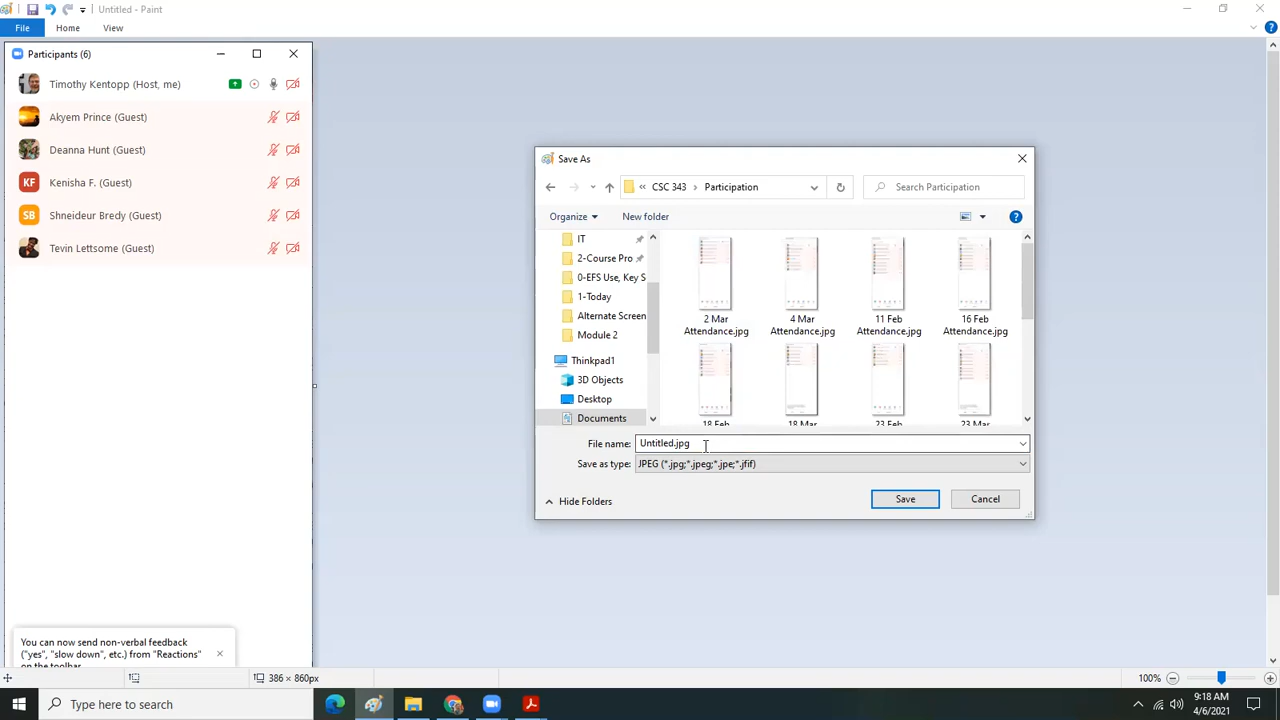 Untitled - Paint
File
Home
View
Participants (6)
Timothy Kentopp (Host, me)
Akyem Prince (Guest)
Deanna Hunt (Guest)
KF
Kenisha F. (Guest)
SB
Shneideur Bredy (Guest)
Tevin Lettsome (Guest)
You can now send non-verbal feedback
("yes", "slow down", etc.) from "Reactions"
on the toolbar
Save As
« CSC 343 › Participation
Search Participation
Organize
New folder
IT
2-Course Pro
0-EFS Use, Key S
1-Today
Alternate Screen
Module 2
Thinkpad1
3D Objects
Desktop
Documents
2 Mar
Attendance.jpg
4 Mar
Attendance.jpg
11 Feb
Attendance.jpg
16 Feb
Attendance.jpg
18 Feb
18 Mar
23 Feb
23 Mar
File name: Untitled.jpg
Save as type: JPEG (*.jpg;*.jpeg;*.jpe;*.jfif)
Hide Folders
Save
Cancel
386 × 860px
100%
Type here to search
9:18 AM
4/6/2021